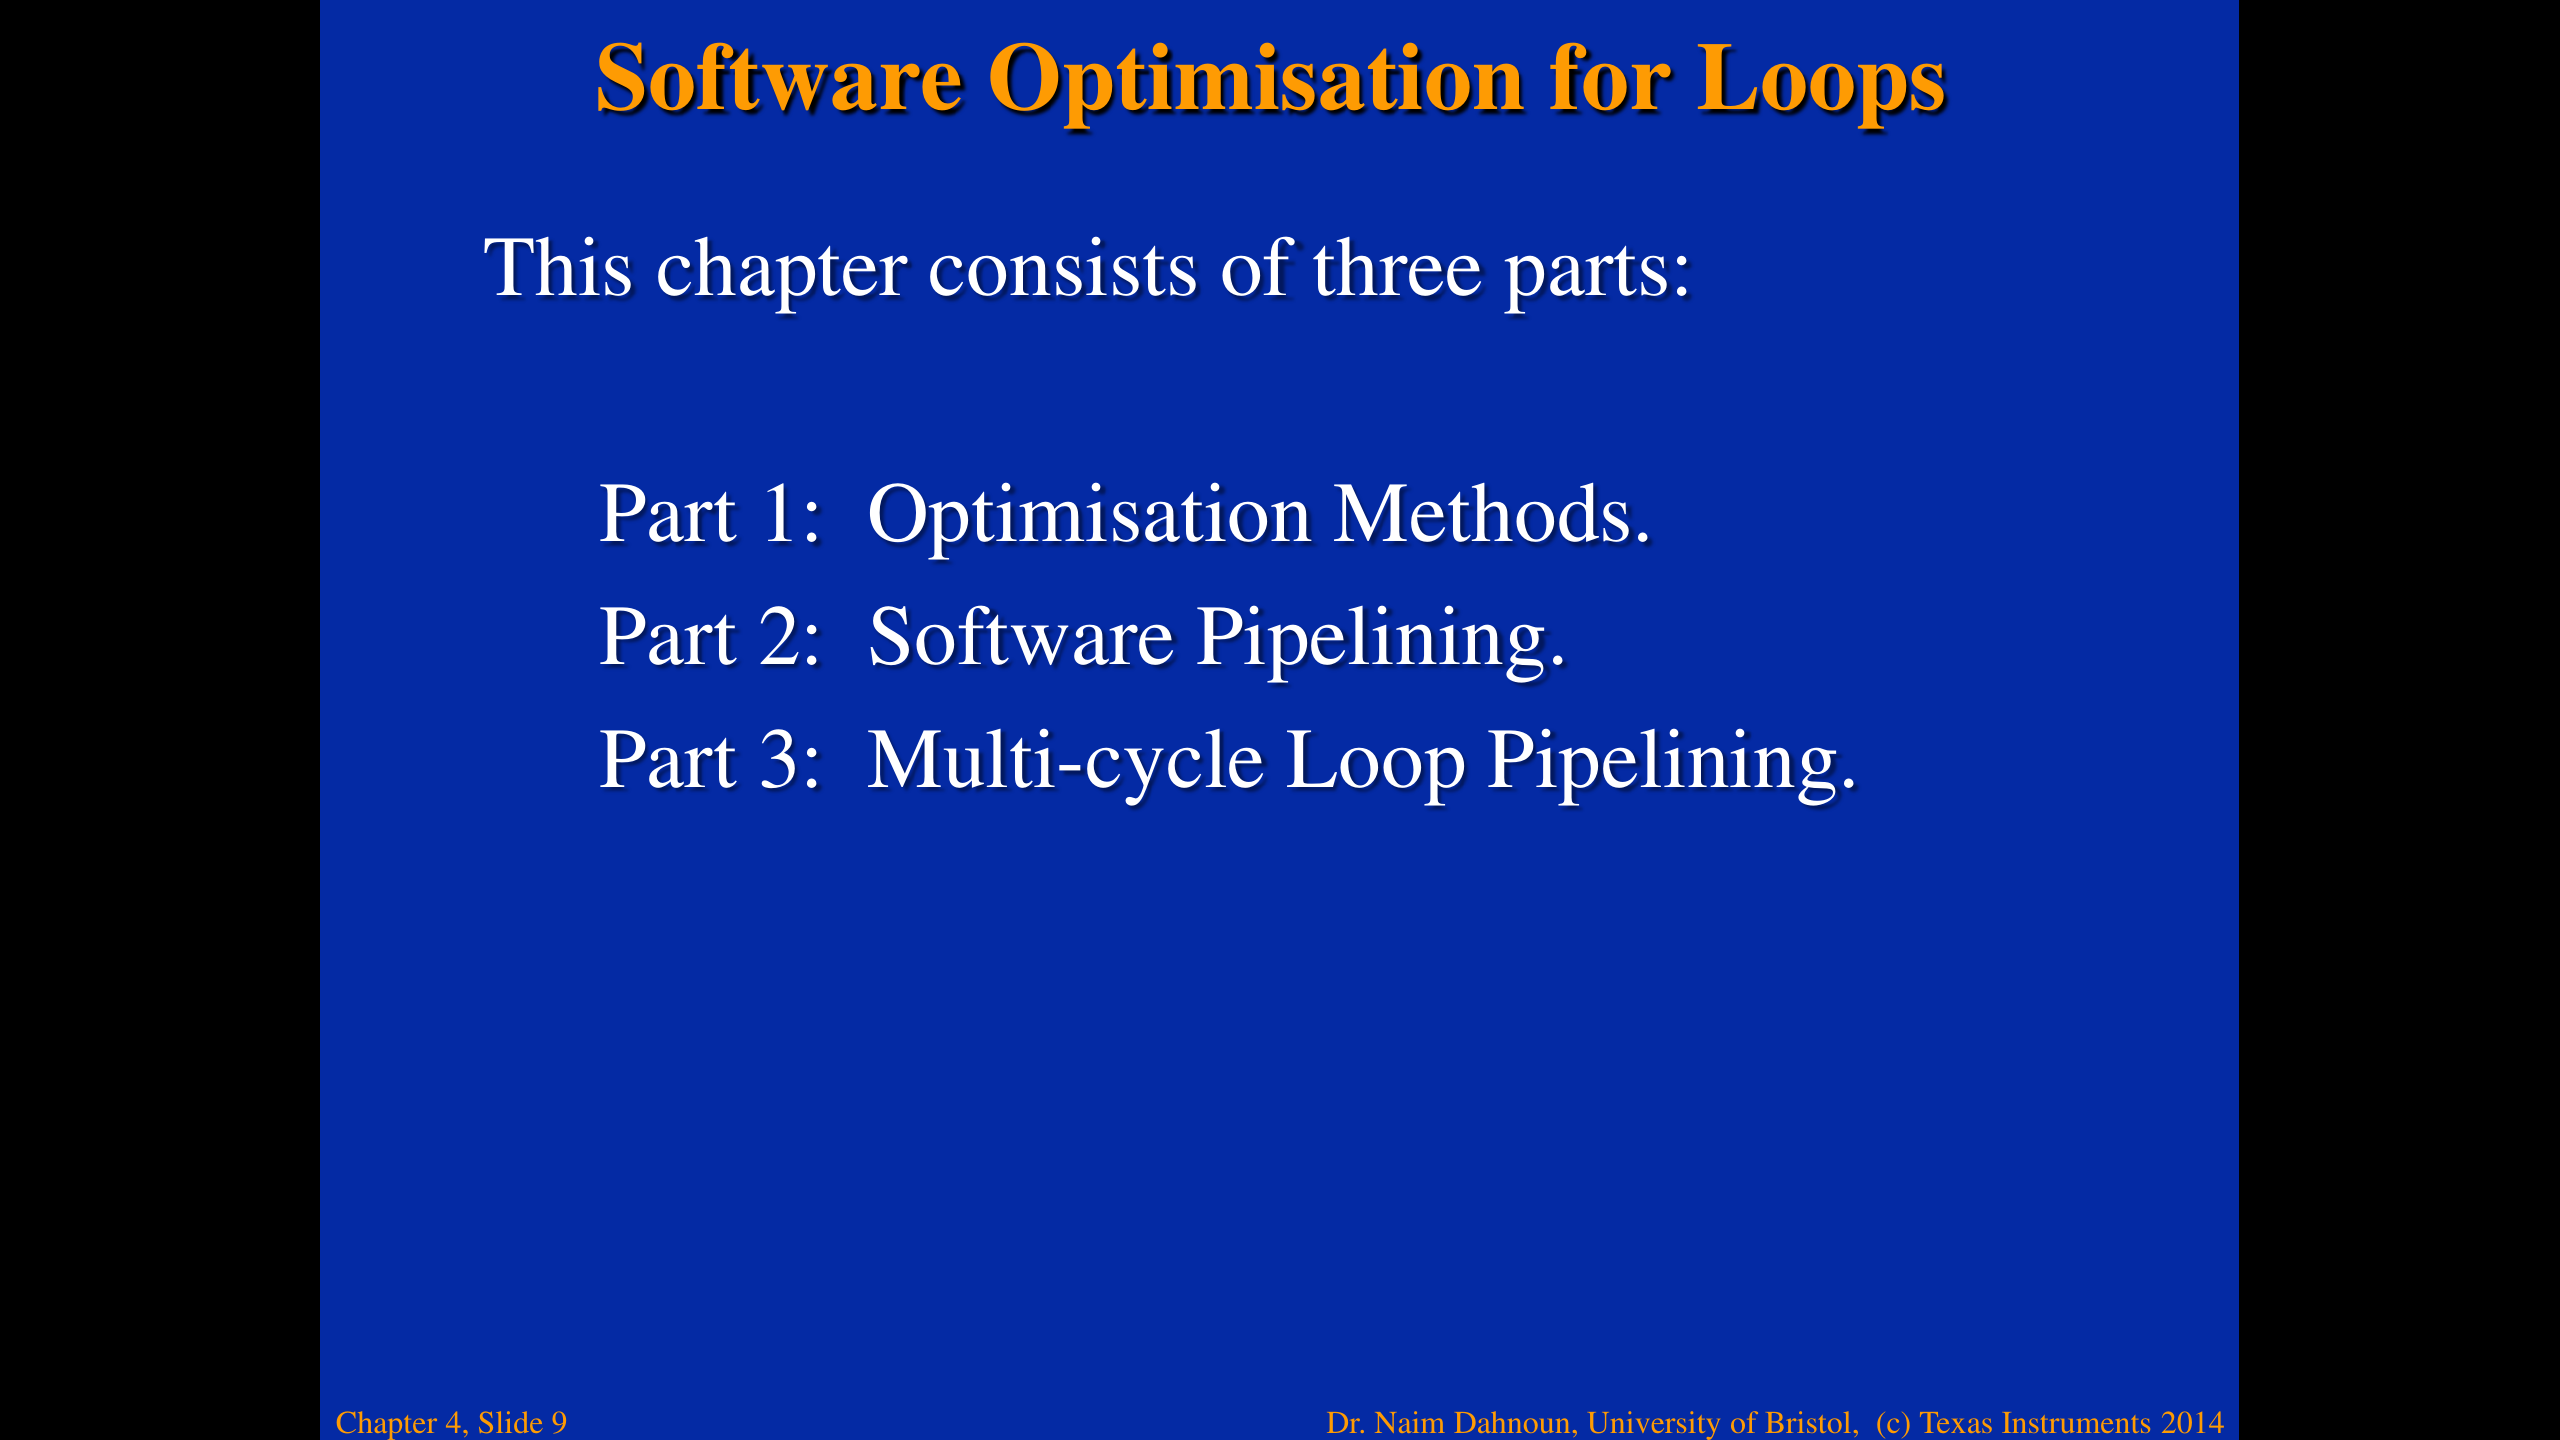 Software Optimisation for Loops
This chapter consists of three parts:
Part 1: Optimisation Methods.
Part 2: Software Pipelining.
Part 3: Multi-cycle Loop Pipelining.
Chapter 4, Slide 9
Dr. Naim Dahnoun, University of Bristol, (c) Texas Instruments 2014